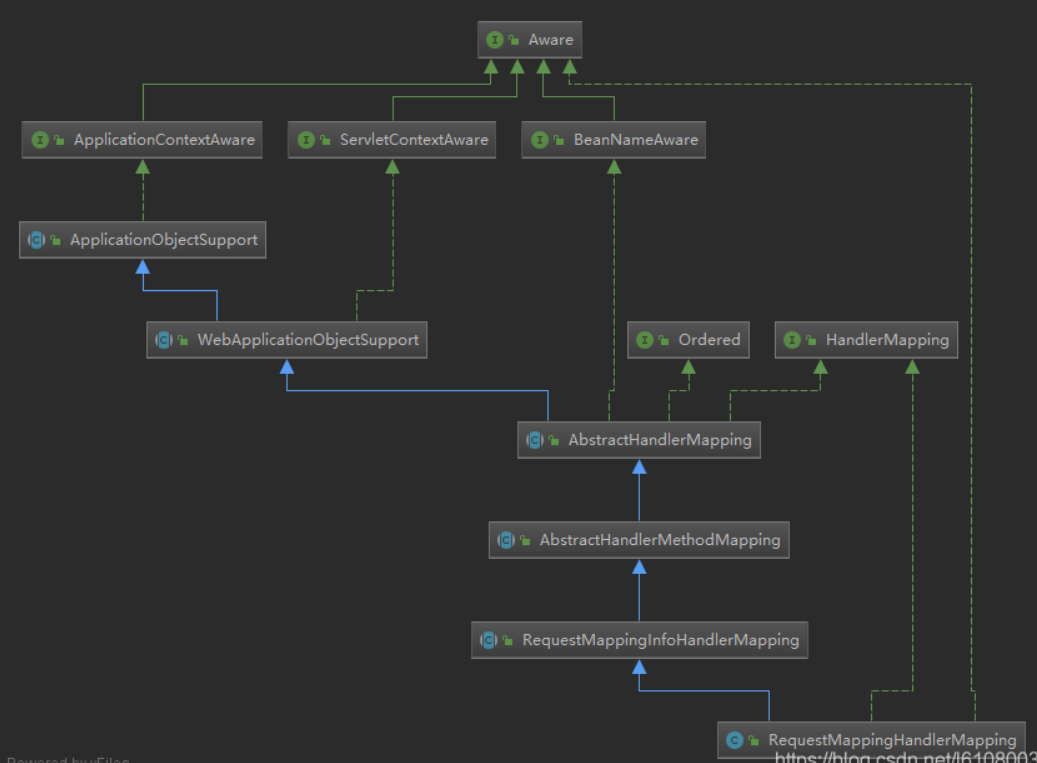 Aware
ApplicationContextAware
ServletContextAware
BeanNameAware
ApplicationObjectSupport
WebApplicationObjectSupport
Ordered
HandlerMapping
AbstractHandlerMapping
AbstractHandlerMethodMapping
RequestMappingInfoHandlerMapping
RequestMappingHandlerMapping
Powered by yFiles
https://blog.csdn.net/l6108003